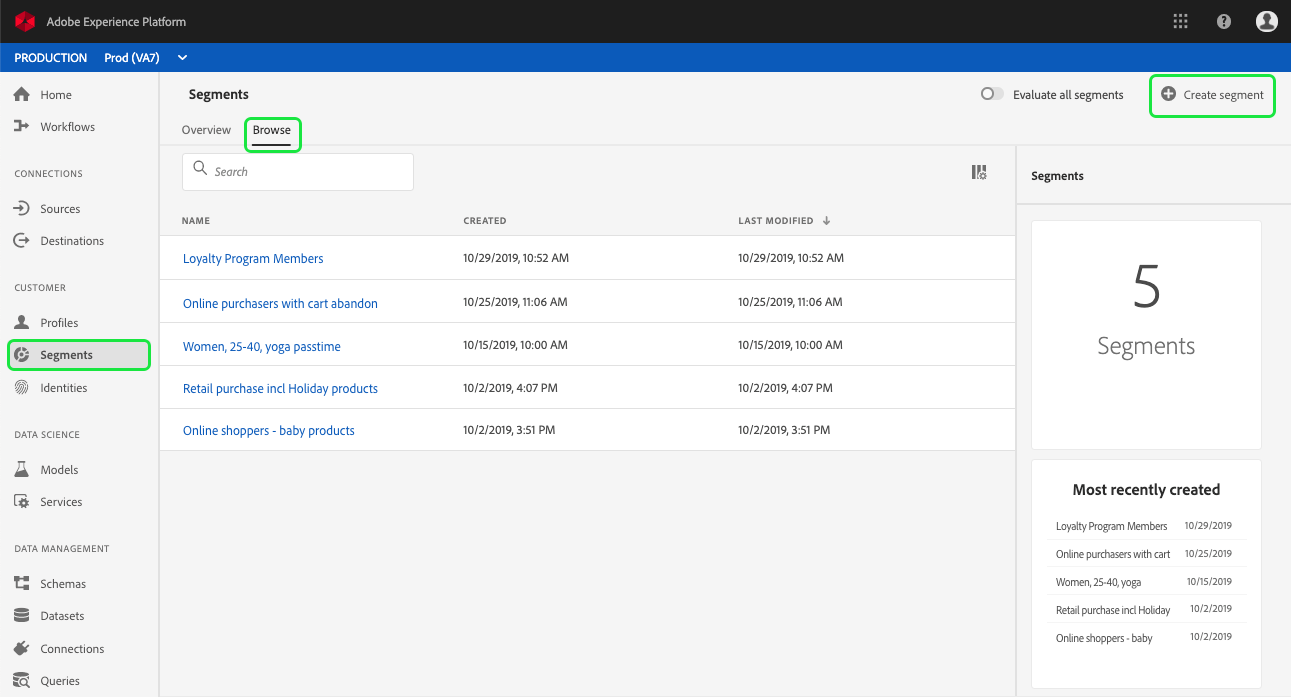 Adobe Experience Platform
PRODUCTION Prod (VA7)
Home
Workflows
CONNECTIONS
Sources
Destinations
CUSTOMER
Profiles
Segments
Identities
DATA SCIENCE
Models
Services
DATA MANAGEMENT
Schemas
Datasets
Connections
Queries
Segments
Evaluate all segments
Create segment
Overview Browse
Search
NAME CREATED LAST MODIFIED
Loyalty Program Members 10/29/2019, 10:52 AM 10/29/2019, 10:52 AM
Online purchasers with cart abandon 10/25/2019, 11:06 AM 10/25/2019, 11:06 AM
Women, 25-40, yoga passtime 10/15/2019, 10:00 AM 10/15/2019, 10:00 AM
Retail purchase incl Holiday products 10/2/2019, 4:07 PM 10/2/2019, 4:07 PM
Online shoppers - baby products 10/2/2019, 3:51 PM 10/2/2019, 3:51 PM
Segments
5
Segments
Most recently created
Loyalty Program Members 10/29/2019
Online purchasers with cart 10/25/2019
Women, 25-40, yoga 10/15/2019
Retail purchase incl Holiday 10/2/2019
Online shoppers - baby 10/2/2019